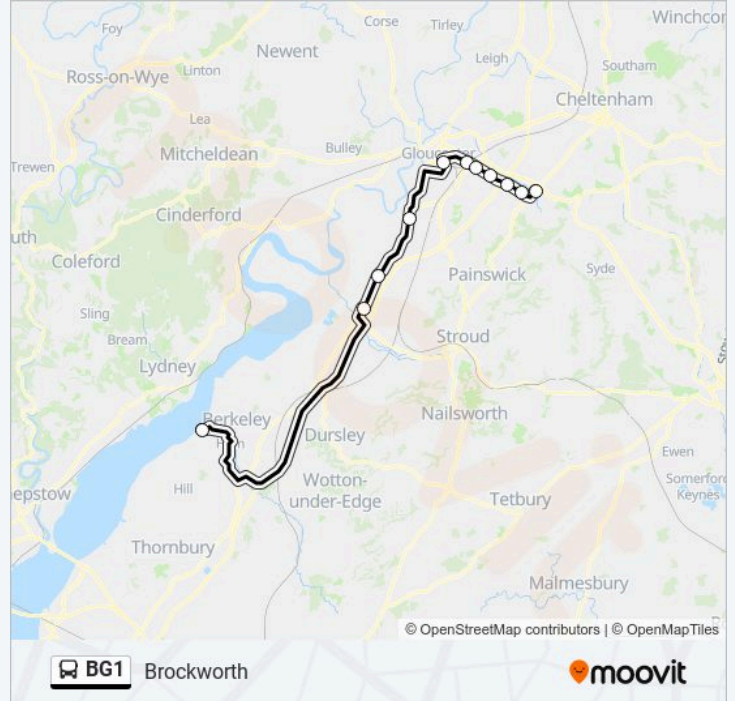 Winchcor
Corse
Tirley
Foy
Newent
Leigh
Southam
Ross-on-Wye
Linton
Cheltenham
Lea
Trewen
Mitcheldean
Bulley
Gloucester
Cinderford
uth
Coleford
Painswick
Syde
Sling
Bream
Stroud
Lydney
Berkeley
Nailsworth
Dursley
Ewen
Wotton-
under-Edge
Hill
Tetbury
Somerford
Keynes
hepstow
Thornbury
Malmesbury
© OpenStreetMap contributors | © OpenMapTiles
BG1 Brockworth
moovit